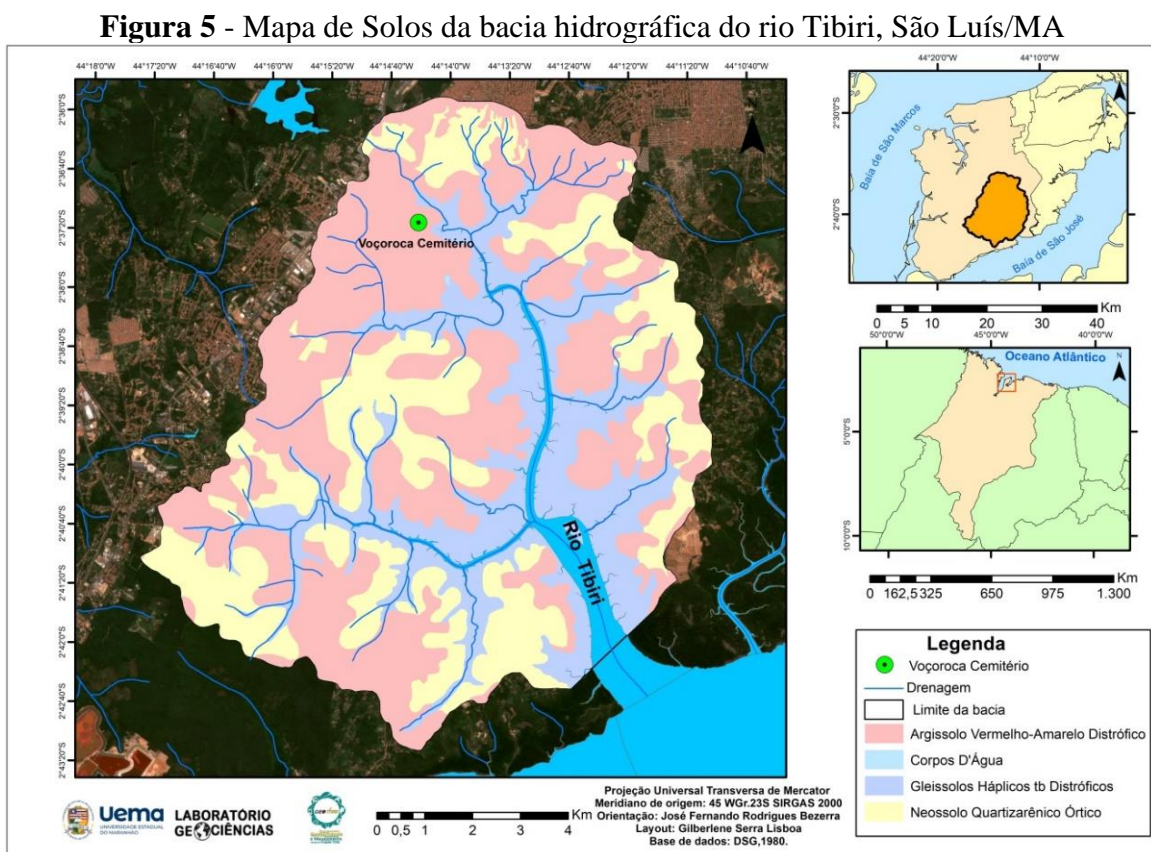 Figura 5 - Mapa de Solos da bacia hidrográfica do rio Tibiri, São Luís/MA
44°18'0"O 44°17'20"O 44°16'40"O 44°16'0"O 44°15'20"O 44°14'40"O 44°14'0"O 44°13'20"O 44°12'40"O 44°12'0"O 44°11'20"O 44°10'40"O
2°36'0"S
2°36'40"S
2°37'20"S
2°38'0"S
2°38'40"S
2°39'20"S
2°40'0"S
2°40'40"S
2°41'20"S
2°42'0"S
2°42'40"S
2°43'20"S
Voçoroca Cemitério
Rio Tibiri
44°20'0"O 44°10'0"O
2°30'0"S
2°40'0"S
Baía de São Marcos
Baía de São José
Km
0 5 10 20 30 40
45°0'0"O 40°0'0"O
Oceano Atlântico
N
5°0'0"S
10°0'0"S
Km
0 162,5 325 650 975 1.300
Legenda
Voçoroca Cemitério
Drenagem
Limite da bacia
Argissolo Vermelho-Amarelo Distrófico
Corpos D'Água
Gleissolos Háplicos tb Distróficos
Neossolo Quartizarênico Órtico
Uema
UNIVERSIDADE ESTADUAL
DO MARANHÃO
LABORATÓRIO
GEOCIÊNCIAS
Km
0 0,5 1 2 3 4
Projeção Universal Transversa de Mercator
Meridiano de origem: 45 WGr.23S SIRGAS 2000
Orientação: José Fernando Rodrigues Bezerra
Layout: Gilberlene Serra Lisboa
Base de dados: DSG,1980.